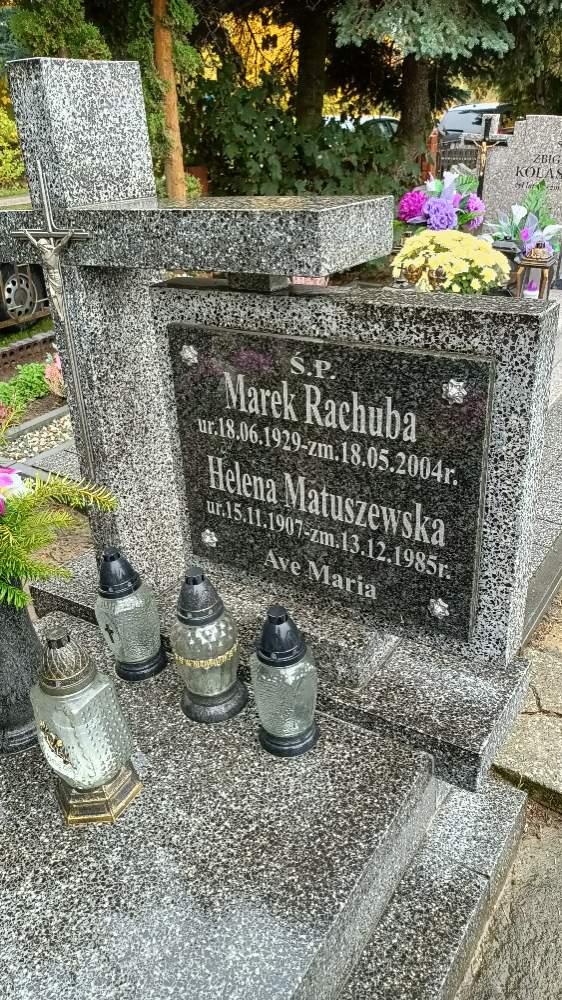 Ś.P.
Marek Rachuba
ur.18.06.1929-zm.18.05.2004r.
Helena Matuszewska
ur.15.11.1907-zm.13.12.1985r.
Ave Maria